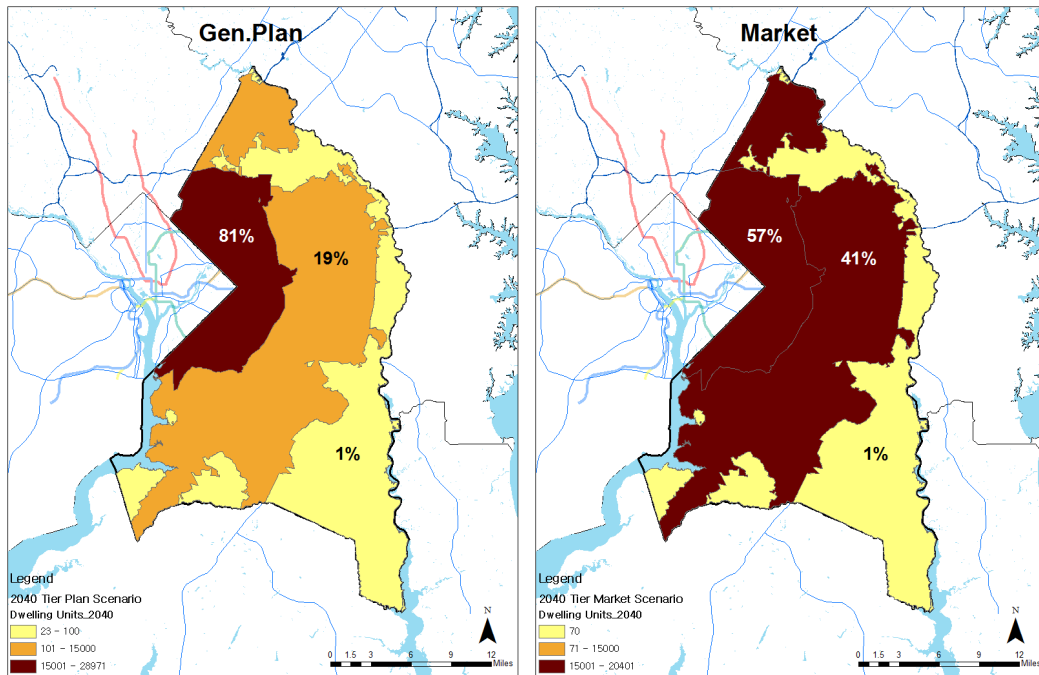 Gen.Plan
81%
19%
1%
Legend
2040 Tier Plan Scenario
Dwelling Units_2040
23 - 100
101 - 15000
15001 - 28971
N
0 1.5 3 6 9 12
Miles
Market
57%
41%
1%
Legend
2040 Tier Market Scenario
Dwelling Units_2040
70
71 - 15000
15001 - 20401
N
0 1.5 3 6 9 12
Miles